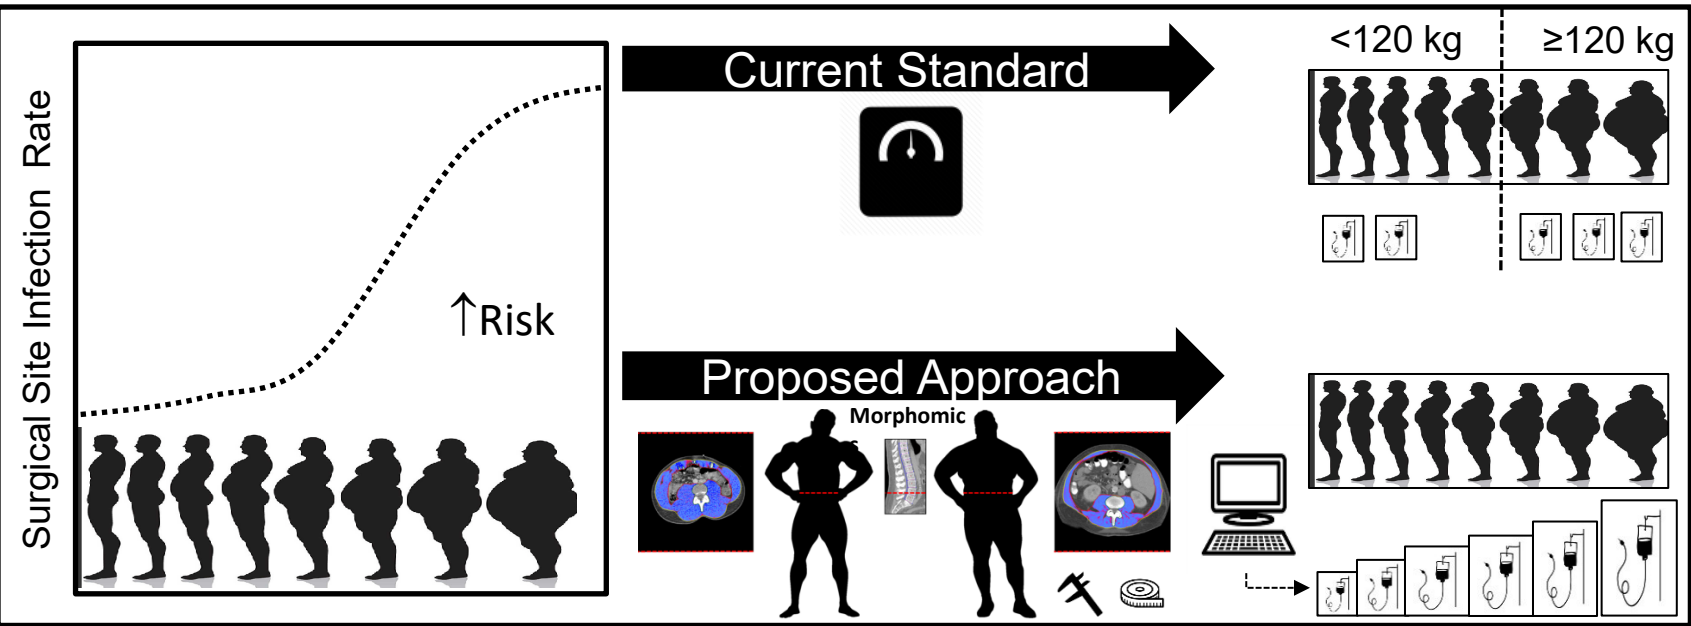 Surgical Site Infection Rate
↑Risk
Current Standard
<120 kg
≥120 kg
Proposed Approach
Morphomic
s